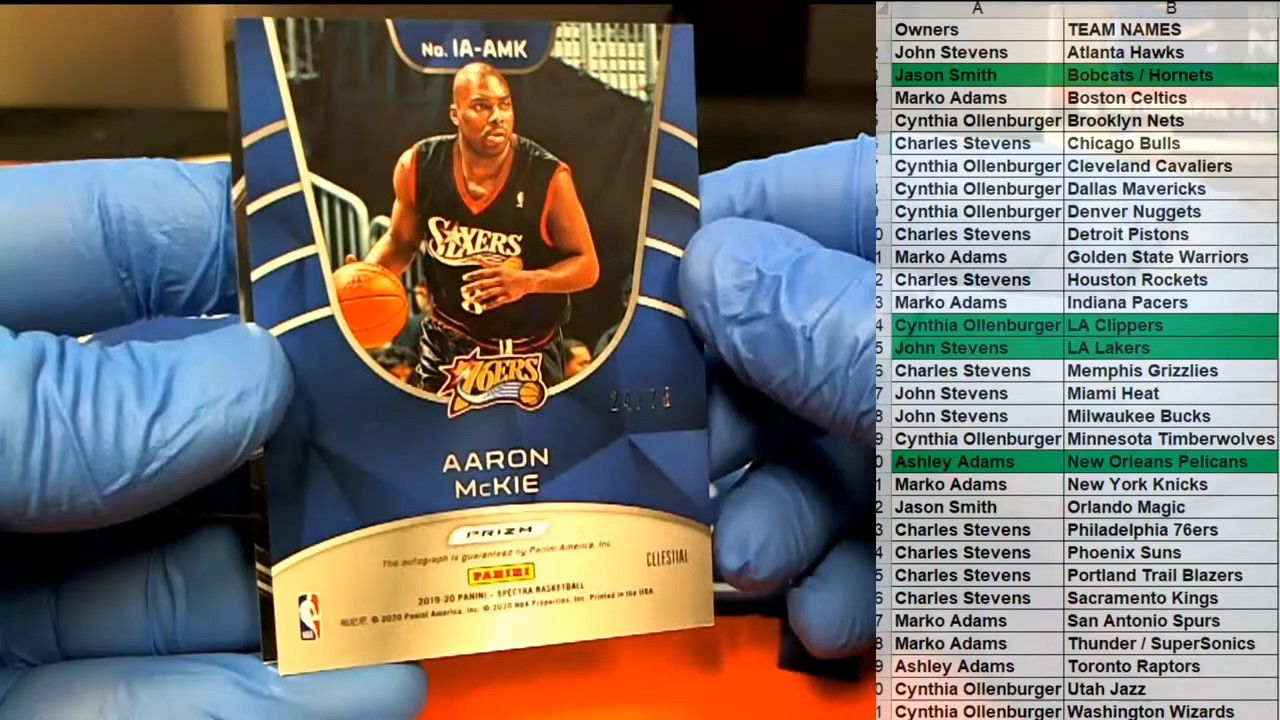 No. IA-AMK
SIXERS
8
76ERS
AARON
McKIE
PRIZM
The autograph is guaranteed by Panini America, Inc.
PANINI
CELESTIAL
2019-20 PANINI - SPECTRA BASKETBALL
© 2020 Panini America, Inc. © 2020 NBA Properties, Inc. Printed in the USA.
NBA
A B
Owners TEAM NAMES
John Stevens Atlanta Hawks
Jason Smith Bobcats / Hornets
Marko Adams Boston Celtics
Cynthia Ollenburger Brooklyn Nets
Charles Stevens Chicago Bulls
Cynthia Ollenburger Cleveland Cavaliers
Cynthia Ollenburger Dallas Mavericks
Cynthia Ollenburger Denver Nuggets
Charles Stevens Detroit Pistons
Marko Adams Golden State Warriors
Charles Stevens Houston Rockets
Marko Adams Indiana Pacers
Cynthia Ollenburger LA Clippers
John Stevens LA Lakers
Charles Stevens Memphis Grizzlies
John Stevens Miami Heat
John Stevens Milwaukee Bucks
Cynthia Ollenburger Minnesota Timberwolves
Ashley Adams New Orleans Pelicans
Marko Adams New York Knicks
Jason Smith Orlando Magic
Charles Stevens Philadelphia 76ers
Charles Stevens Phoenix Suns
Charles Stevens Portland Trail Blazers
Charles Stevens Sacramento Kings
Marko Adams San Antonio Spurs
Marko Adams Thunder / SuperSonics
Ashley Adams Toronto Raptors
Cynthia Ollenburger Utah Jazz
Cynthia Ollenburger Washington Wizards